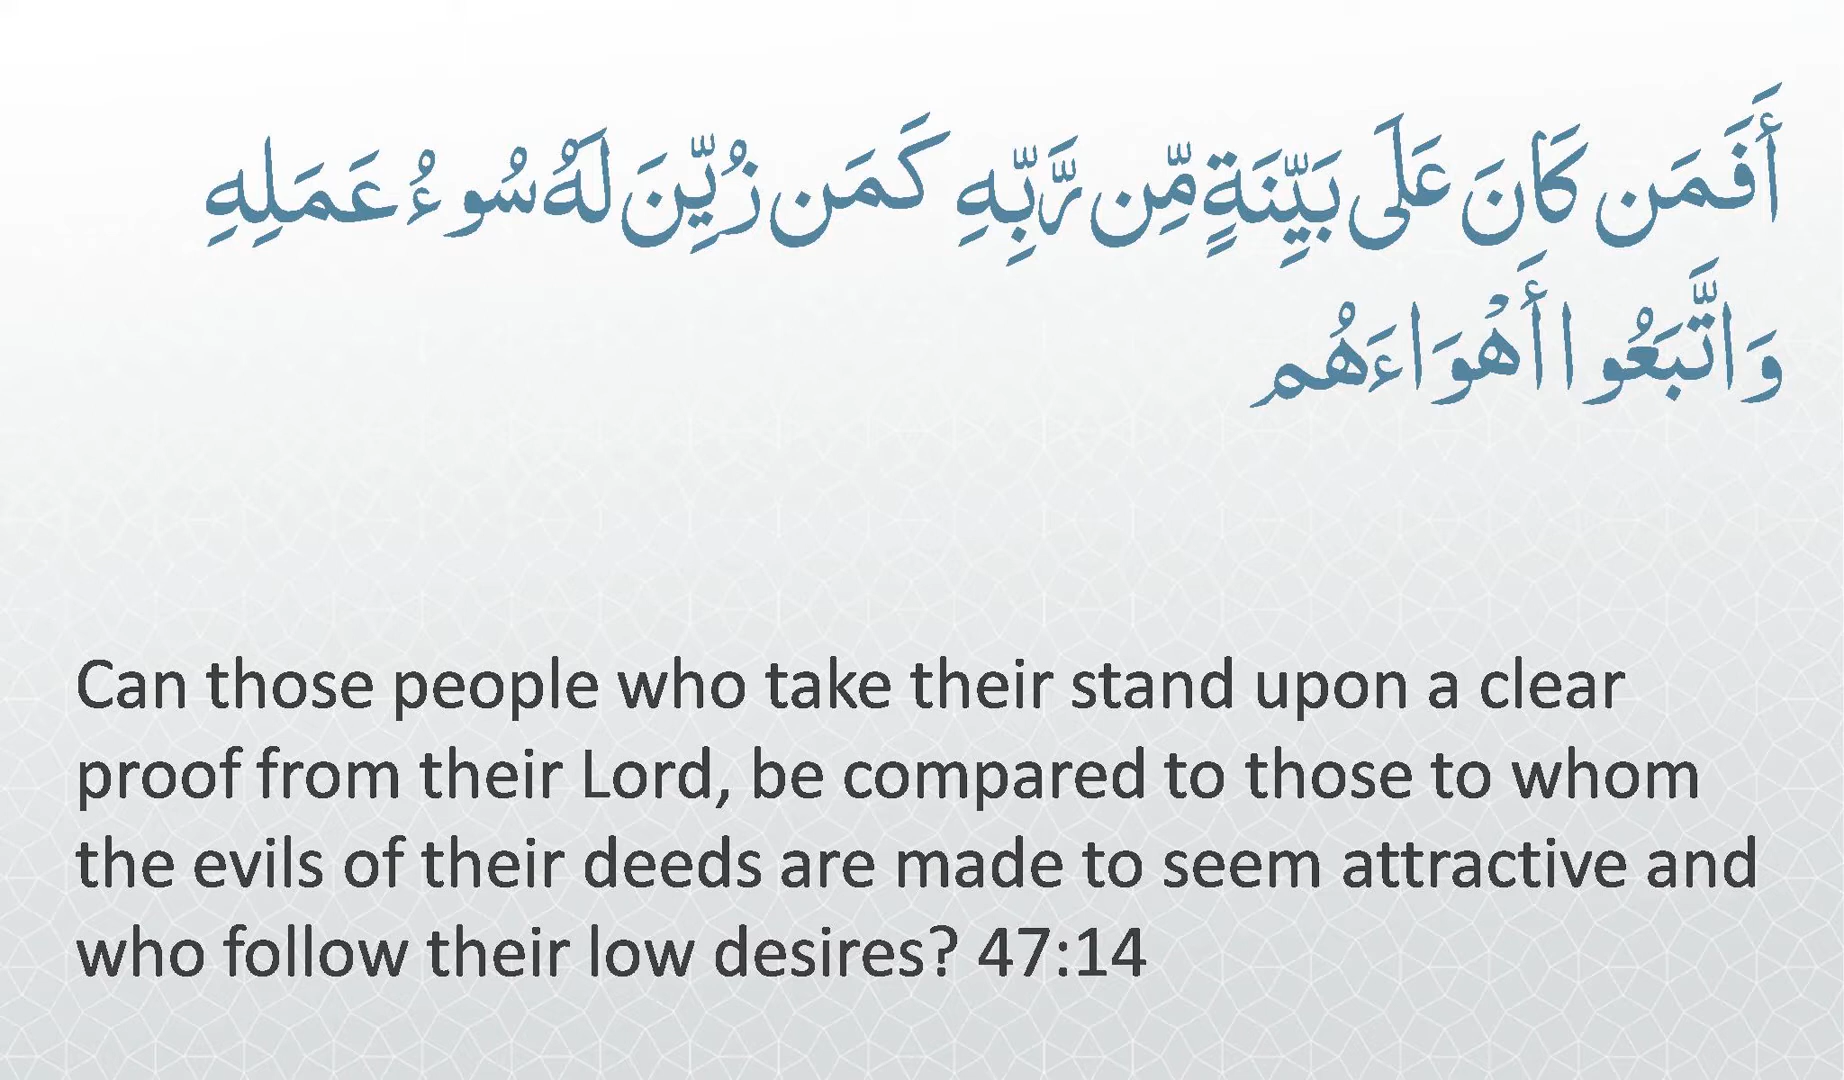 أَفَمَن كَانَ عَلَى بَيِّنَةٍ مِّن رَّبِّهِ كَمَن زُيِّنَ لَهُ سُوءُ عَمَلِهِ
وَاتَّبَعُوا أَهْوَاءَهُم
Can those people who take their stand upon a clear
proof from their Lord, be compared to those to whom
the evils of their deeds are made to seem attractive and
who follow their low desires? 47:14